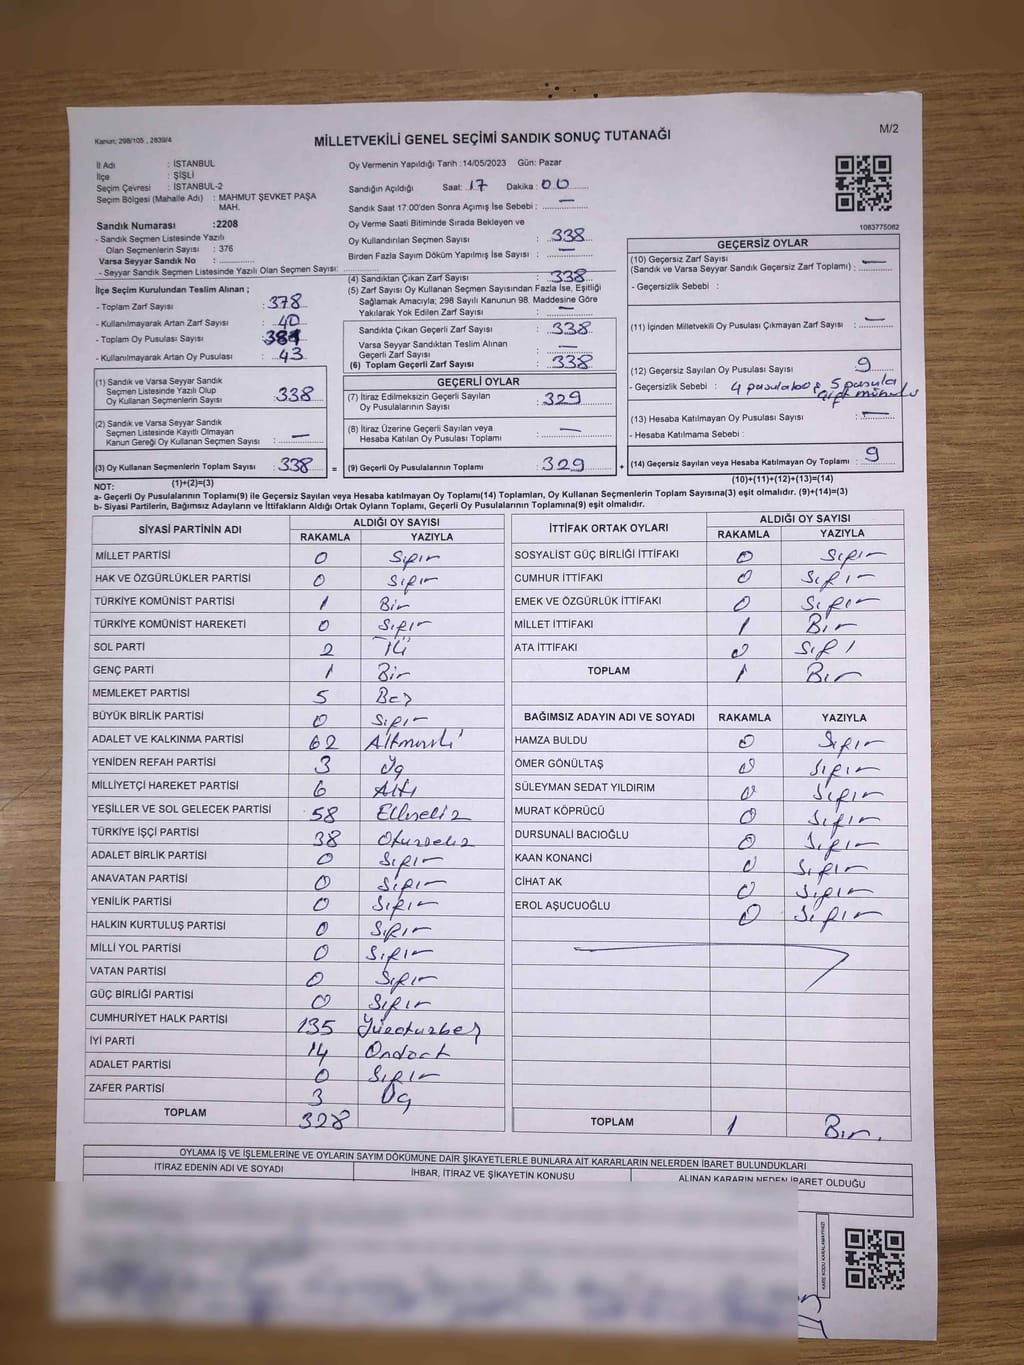 Kanun: 298/105 , 2839/4
MİLLETVEKİLİ GENEL SEÇİMİ SANDIK SONUÇ TUTANAĞI
M/2
İl Adı : İSTANBUL
İlçe : ŞİŞLİ
Seçim Çevresi : İSTANBUL-2
Seçim Bölgesi (Mahalle Adı) : MAHMUT ŞEVKET PAŞA
MAH.
Sandık Numarası :2208
- Sandık Seçmen Listesinde Yazılı
Olan Seçmenlerin Sayısı : 376
Varsa Seyyar Sandık No :
- Seyyar Sandık Seçmen Listesinde Yazılı Olan Seçmen Sayısı:
İlçe Seçim Kurulundan Teslim Alınan ;
- Toplam Zarf Sayısı : 378
- Kullanılmayarak Artan Zarf Sayısı : 40
- Toplam Oy Pusulası Sayısı : 381
- Kullanılmayarak Artan Oy Pusulası : 43
Oy Vermenin Yapıldığı Tarih : 14/05/2023 Gün: Pazar
Sandığın Açıldığı Saat: 17 Dakika : 00
Sandık Saat 17:00'den Sonra Açımış İse Sebebi : —
Oy Verme Saati Bitiminde Sırada Bekleyen ve
Oy Kullandırılan Seçmen Sayısı : 338
Birden Fazla Sayım Döküm Yapılmış İse Sayısı : —
(4) Sandıktan Çıkan Zarf Sayısı : 338
(5) Zarf Sayısı Oy Kullanan Seçmen Sayısından Fazla İse, Eşitliği
Sağlamak Amacıyla; 298 Sayılı Kanunun 98. Maddesine Göre
Yakılarak Yok Edilen Zarf Sayısı : —
Sandıkta Çıkan Geçerli Zarf Sayısı : 338
Varsa Seyyar Sandıktan Teslim Alınan
Geçerli Zarf Sayısı : —
(6) Toplam Geçerli Zarf Sayısı : 338
1083775062
GEÇERSİZ OYLAR
(10) Geçersiz Zarf Sayısı
(Sandık ve Varsa Seyyar Sandık Geçersiz Zarf Toplamı) : —
- Geçersizlik Sebebi :
(11) İçinden Milletvekili Oy Pusulası Çıkmayan Zarf Sayısı : —
(12) Geçersiz Sayılan Oy Pusulası Sayısı : 9
- Geçersizlik Sebebi : 4 pusula boş, 5 pusula
çift mühürlü
(13) Hesaba Katılmayan Oy Pusulası Sayısı : —
- Hesaba Katılmama Sebebi :
(14) Geçersiz Sayılan veya Hesaba Katılmayan Oy Toplamı : 9
(10)+(11)+(12)+(13)=(14)
(1) Sandık ve Varsa Seyyar Sandık
Seçmen Listesinde Yazılı Olup
Oy Kullanan Seçmenlerin Sayısı : 338
(2) Sandık ve Varsa Seyyar Sandık
Seçmen Listesinde Kayıtlı Olmayan
Kanun Gereği Oy Kullanan Seçmen Sayısı : —
(3) Oy Kullanan Seçmenlerin Toplam Sayısı : 338 =
(1)+(2)=(3)
GEÇERLİ OYLAR
(7) İtiraz Edilmeksizin Geçerli Sayılan
Oy Pusulalarının Sayısı : 329
(8) İtiraz Üzerine Geçerli Sayılan veya
Hesaba Katılan Oy Pusulası Toplamı : —
(9) Geçerli Oy Pusulalarının Toplamı : 329 +
NOT:
a- Geçerli Oy Pusulalarının Toplamı(9) ile Geçersiz Sayılan veya Hesaba katılmayan Oy Toplamı(14) Toplamları, Oy Kullanan Seçmenlerin Toplam Sayısına(3) eşit olmalıdır. (9)+(14)=(3)
b- Siyasi Partilerin, Bağımsız Adayların ve İttifakların Aldığı Ortak Oyların Toplamı, Geçerli Oy Pusulalarının Toplamına(9) eşit olmalıdır.
SİYASİ PARTİNİN ADI ALDIĞI OY SAYISI
RAKAMLA YAZIYLA
MİLLET PARTİSİ 0 Sıfır
HAK VE ÖZGÜRLÜKLER PARTİSİ 0 Sıfır
TÜRKİYE KOMÜNİST PARTİSİ 1 Bir
TÜRKİYE KOMÜNİST HAREKETİ 0 Sıfır
SOL PARTİ 2 İki
GENÇ PARTİ 1 Bir
MEMLEKET PARTİSİ 5 Beş
BÜYÜK BİRLİK PARTİSİ 0 Sıfır
ADALET VE KALKINMA PARTİSİ 62 Altmışiki
YENİDEN REFAH PARTİSİ 3 Üç
MİLLİYETÇİ HAREKET PARTİSİ 6 Altı
YEŞİLLER VE SOL GELECEK PARTİSİ 58 Ellisekiz
TÜRKİYE İŞÇİ PARTİSİ 38 Otuzsekiz
ADALET BİRLİK PARTİSİ 0 Sıfır
ANAVATAN PARTİSİ 0 Sıfır
YENİLİK PARTİSİ 0 Sıfır
HALKIN KURTULUŞ PARTİSİ 0 Sıfır
MİLLİ YOL PARTİSİ 0 Sıfır
VATAN PARTİSİ 0 Sıfır
GÜÇ BİRLİĞİ PARTİSİ 0 Sıfır
CUMHURİYET HALK PARTİSİ 135 Yüzotuzbeş
İYİ PARTİ 14 Ondört
ADALET PARTİSİ 0 Sıfır
ZAFER PARTİSİ 3 Üç
TOPLAM 328
İTTİFAK ORTAK OYLARI ALDIĞI OY SAYISI
RAKAMLA YAZIYLA
SOSYALİST GÜÇ BİRLİĞİ İTTİFAKI 0 Sıfır
CUMHUR İTTİFAKI 0 Sıfır
EMEK VE ÖZGÜRLÜK İTTİFAKI 0 Sıfır
MİLLET İTTİFAKI 1 Bir
ATA İTTİFAKI 0 Sıfır
TOPLAM 1 Bir
BAĞIMSIZ ADAYIN ADI VE SOYADI RAKAMLA YAZIYLA
HAMZA BULDU 0 Sıfır
ÖMER GÖNÜLTAŞ 0 Sıfır
SÜLEYMAN SEDAT YILDIRIM 0 Sıfır
MURAT KÖPRÜCÜ 0 Sıfır
DURSUNALİ BACIOĞLU 0 Sıfır
KAAN KONANCİ 0 Sıfır
CİHAT AK 0 Sıfır
EROL AŞUCUOĞLU 0 Sıfır
TOPLAM 1 Bir.
OYLAMA İŞ VE İŞLEMLERİNE VE OYLARIN SAYIM DÖKÜMÜNE DAİR ŞİKAYETLERLE BUNLARA AİT KARARLARIN NELERDEN İBARET BULUNDUKLARI
İTİRAZ EDENİN ADI VE SOYADI İHBAR, İTİRAZ VE ŞİKAYETİN KONUSU ALINAN KARARIN NEDEN İBARET OLDUĞU
KARE KODU KARALAMAYINIZ!